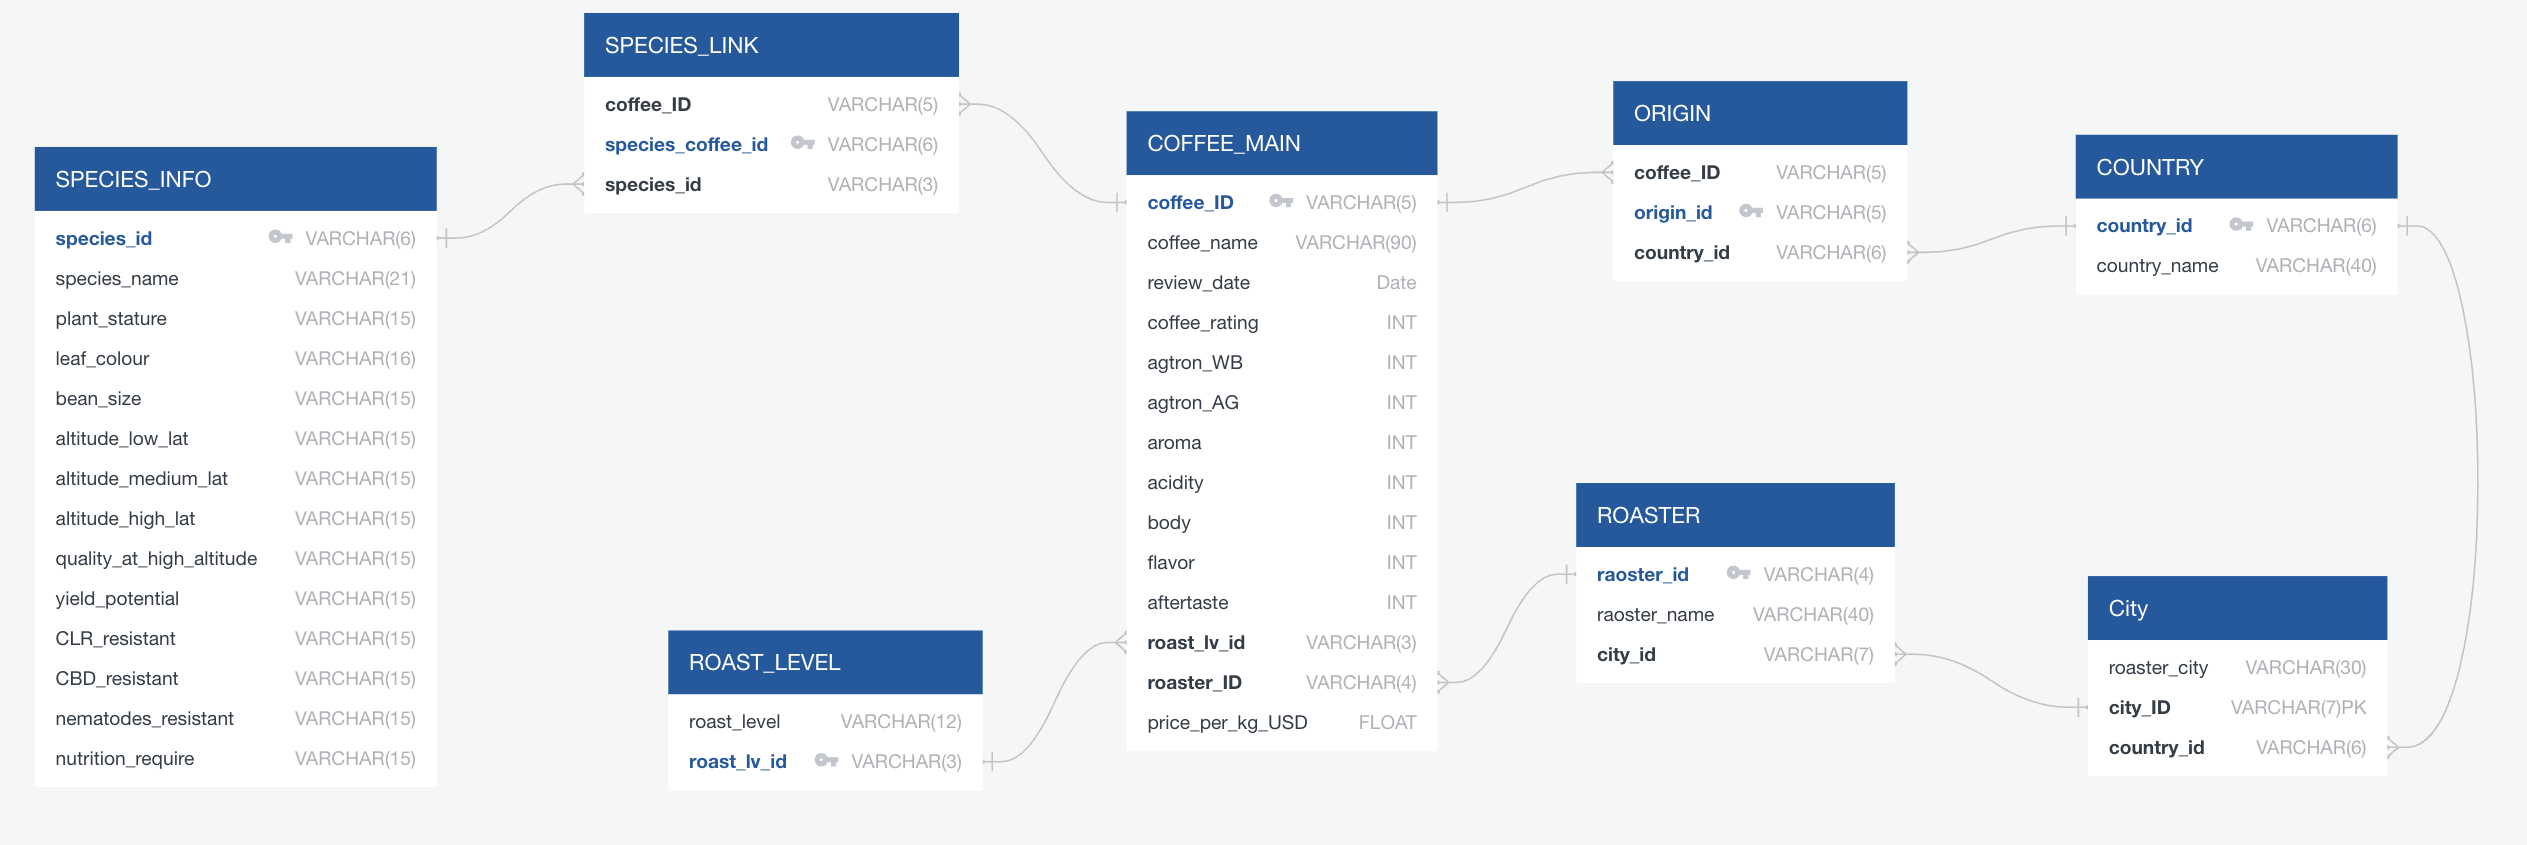 SPECIES_INFO
species_id VARCHAR(6)
species_name VARCHAR(21)
plant_stature VARCHAR(15)
leaf_colour VARCHAR(16)
bean_size VARCHAR(15)
altitude_low_lat VARCHAR(15)
altitude_medium_lat VARCHAR(15)
altitude_high_lat VARCHAR(15)
quality_at_high_altitude VARCHAR(15)
yield_potential VARCHAR(15)
CLR_resistant VARCHAR(15)
CBD_resistant VARCHAR(15)
nematodes_resistant VARCHAR(15)
nutrition_require VARCHAR(15)
SPECIES_LINK
coffee_ID VARCHAR(5)
species_coffee_id VARCHAR(6)
species_id VARCHAR(3)
ROAST_LEVEL
roast_level VARCHAR(12)
roast_lv_id VARCHAR(3)
COFFEE_MAIN
coffee_ID VARCHAR(5)
coffee_name VARCHAR(90)
review_date Date
coffee_rating INT
agtron_WB INT
agtron_AG INT
aroma INT
acidity INT
body INT
flavor INT
aftertaste INT
roast_lv_id VARCHAR(3)
roaster_ID VARCHAR(4)
price_per_kg_USD FLOAT
ORIGIN
coffee_ID VARCHAR(5)
origin_id VARCHAR(5)
country_id VARCHAR(6)
ROASTER
raoster_id VARCHAR(4)
raoster_name VARCHAR(40)
city_id VARCHAR(7)
COUNTRY
country_id VARCHAR(6)
country_name VARCHAR(40)
City
roaster_city VARCHAR(30)
city_ID VARCHAR(7)PK
country_id VARCHAR(6)